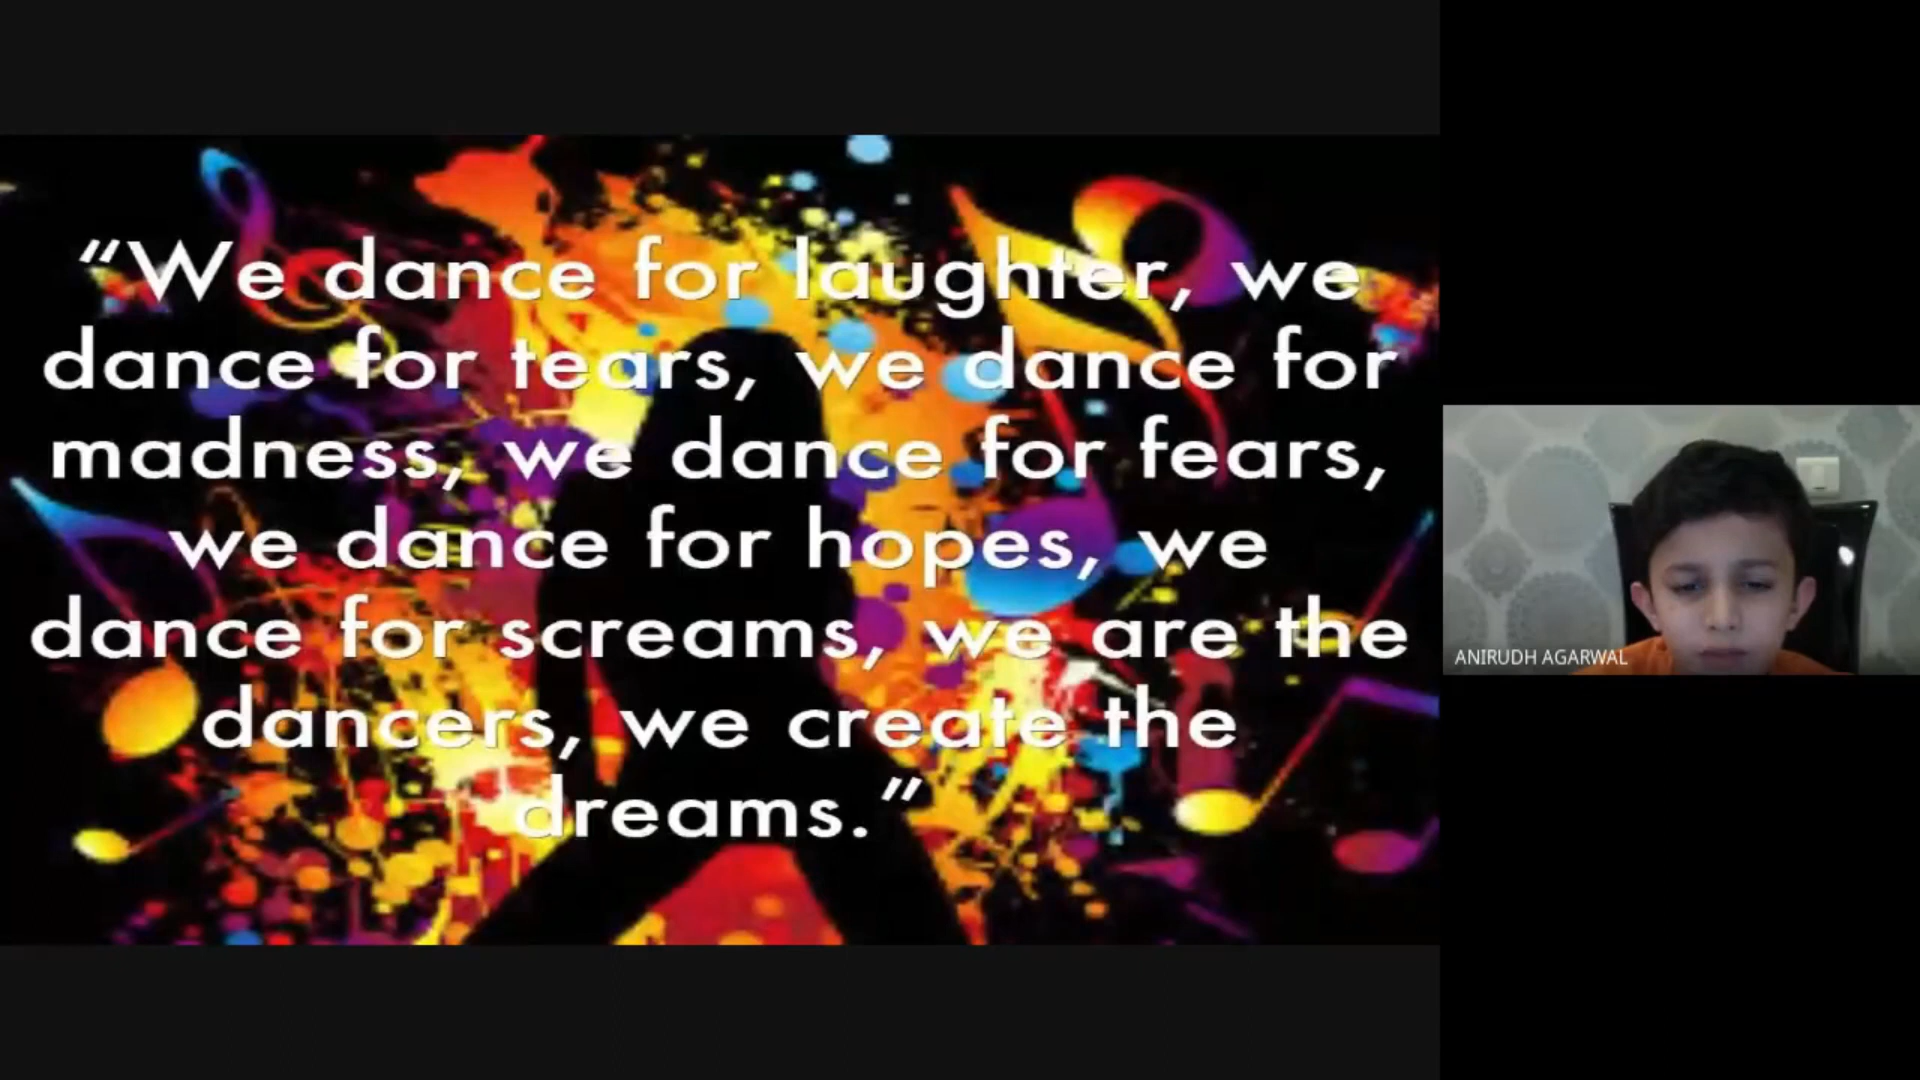 “We dance for laughter, we
dance for tears, we dance for
madness, we dance for fears,
we dance for hopes, we
dance for screams, we are the
dancers, we create the
dreams.”
ANIRUDH AGARWAL